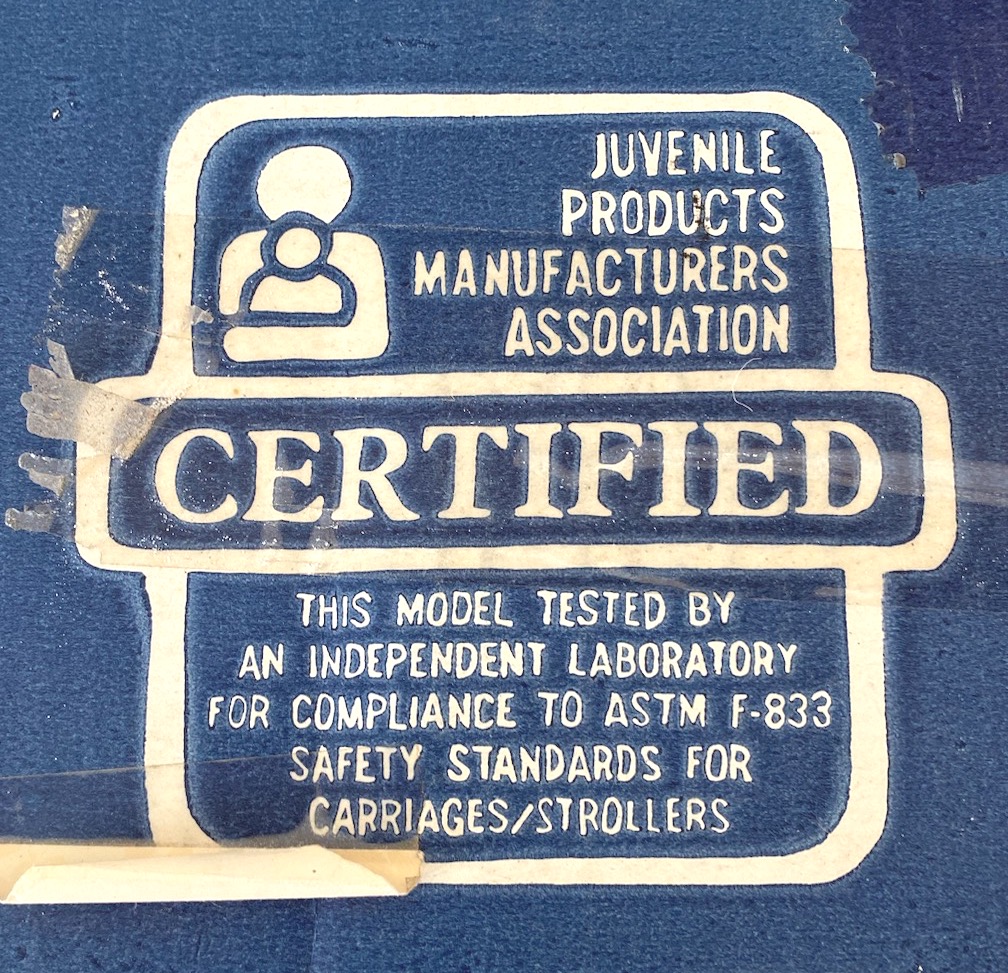 JUVENILE
PRODUCTS
MANUFACTURERS
ASSOCIATION
CERTIFIED
THIS MODEL TESTED BY
AN INDEPENDENT LABORATORY
FOR COMPLIANCE TO ASTM F-833
SAFETY STANDARDS FOR
CARRIAGES/STROLLERS